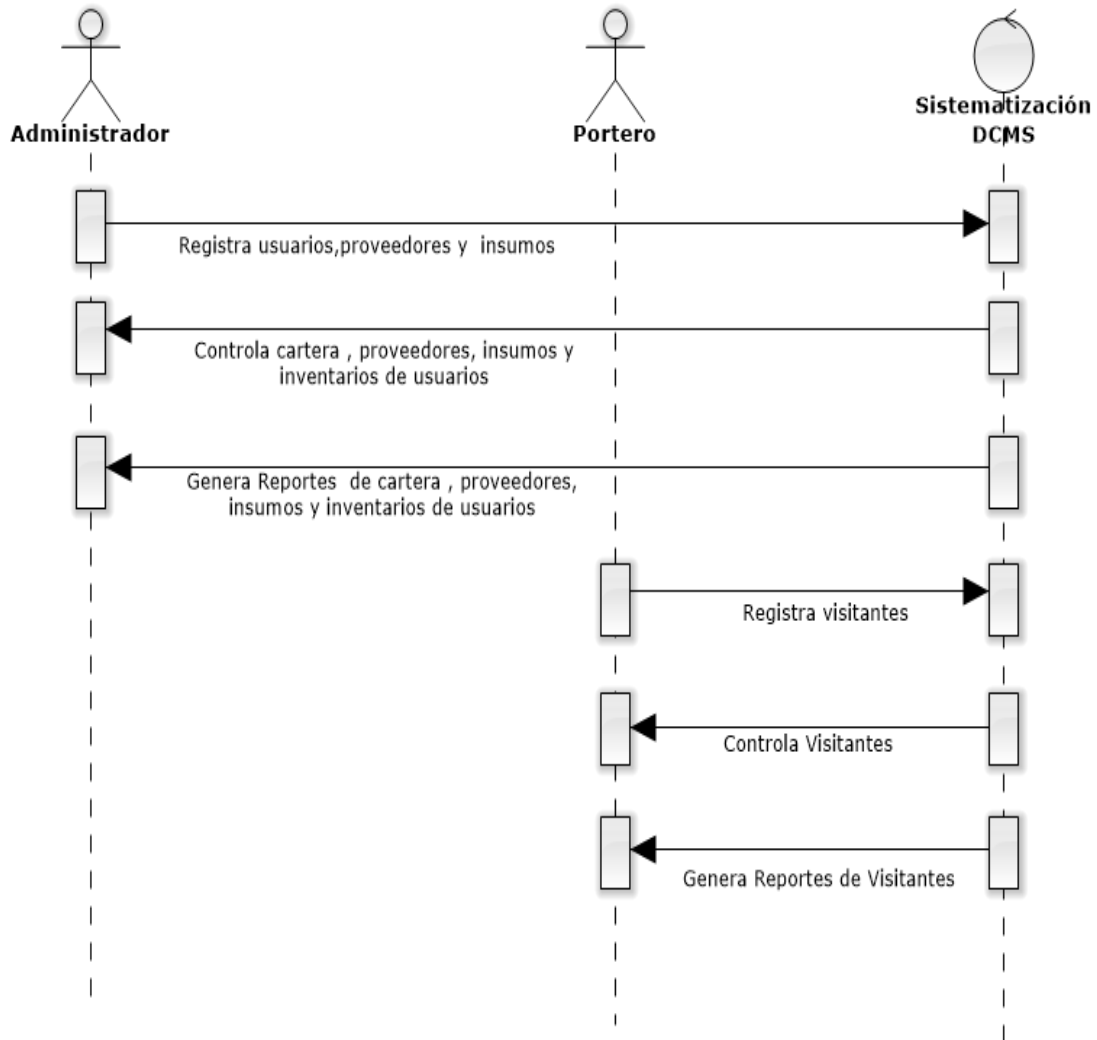 Administrador
Portero
Sistematización
DCMS
Registra usuarios,proveedores y insumos
Controla cartera , proveedores, insumos y
inventarios de usuarios
Genera Reportes de cartera , proveedores,
insumos y inventarios de usuarios
Registra visitantes
Controla Visitantes
Genera Reportes de Visitantes